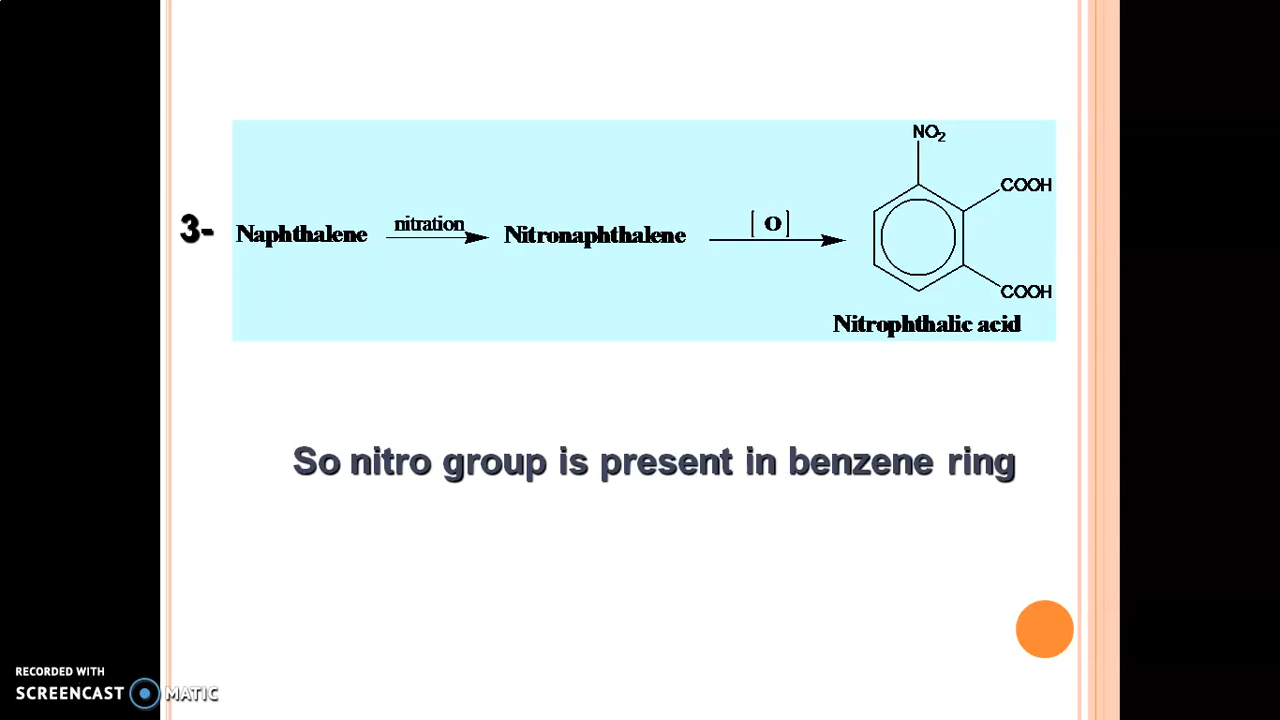 NO2
COOH
3- Naphthalene nitration Nitronaphthalene [ O ]
COOH
Nitrophthalic acid
So nitro group is present in benzene ring
RECORDED WITH
SCREENCAST MATIC